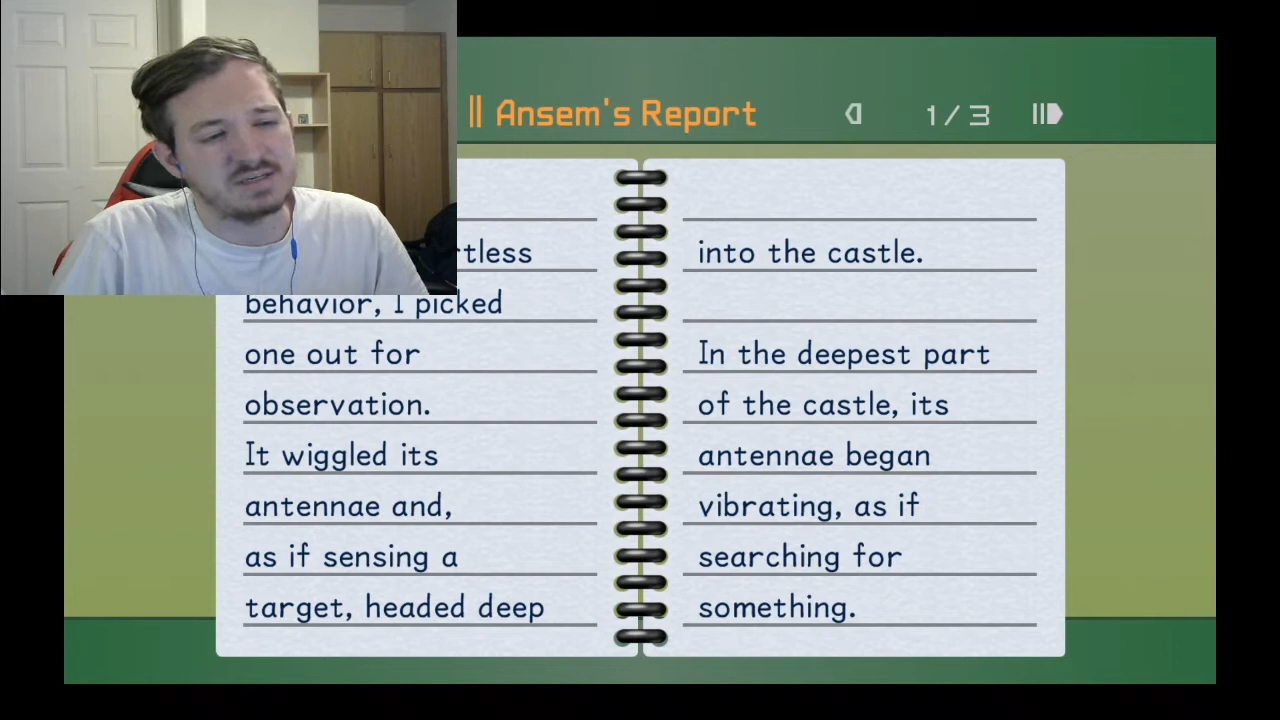 Ansem's Report
1/3
behavior, I picked
one out for
observation.
It wiggled its
antennae and,
as if sensing a
target, headed deep
into the castle.
In the deepest part
of the castle, its
antennae began
vibrating, as if
searching for
something.